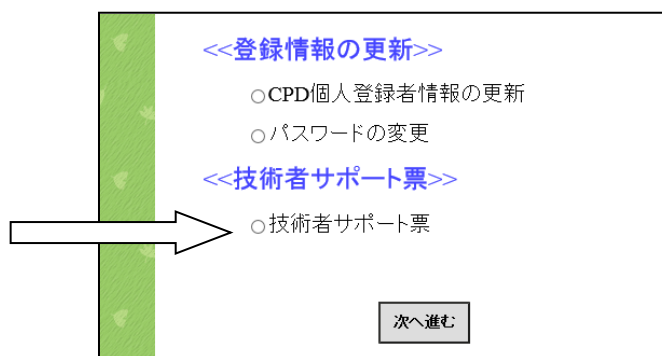 <<登録情報の更新>>
○CPD個人登録者情報の更新
○パスワードの変更
<<技術者サポート票>>
○技術者サポート票
次へ進む